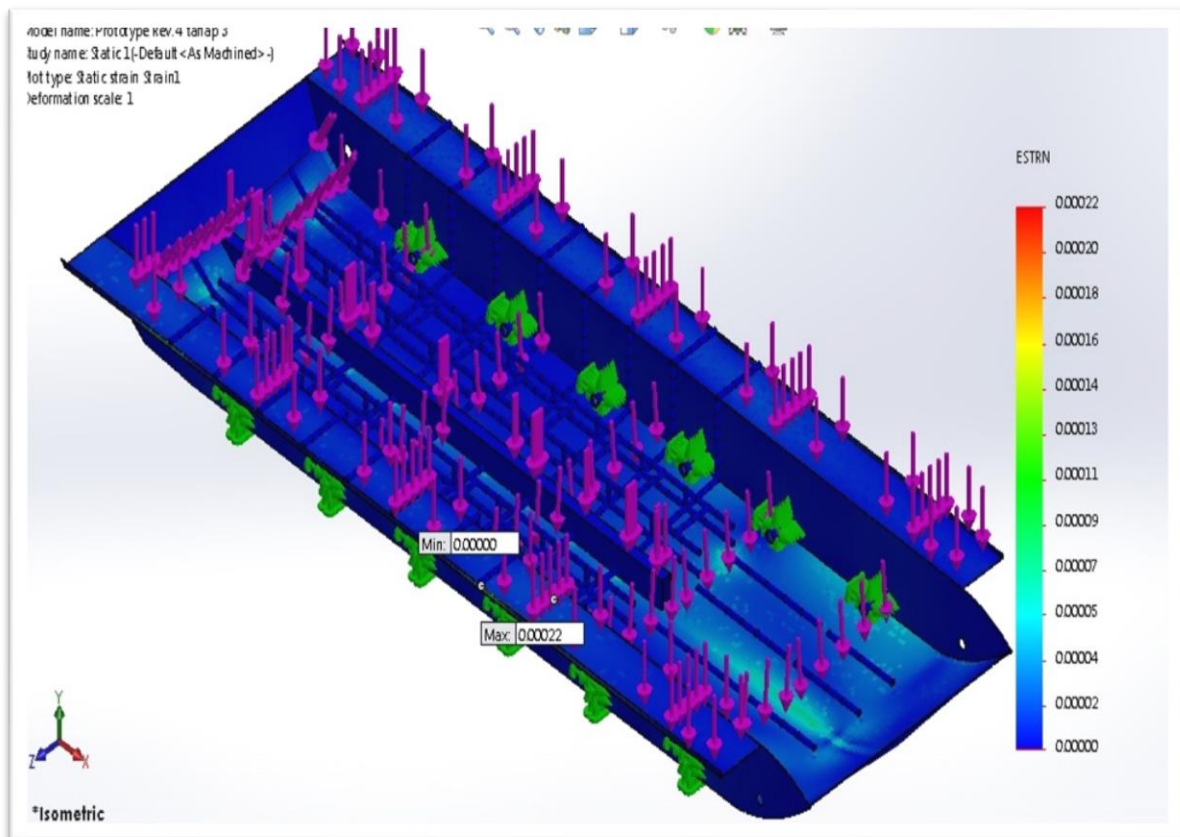 Model name: Prototype Rev.4 tahap 3
Study name: Static 1(-Default<As Machined>-)
Plot type: Static strain Strain1
Deformation scale: 1
ESTRN
0.00022
0.00020
0.00018
0.00016
0.00014
0.00013
0.00011
0.00009
0.00007
0.00005
0.00004
0.00002
0.00000
Min: 0.00000
Max: 0.00022
Y
Z
X
*Isometric